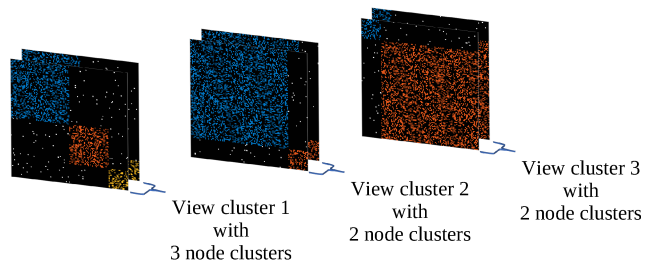 View cluster 1
with
3 node clusters
View cluster 2
with
2 node clusters
View cluster 3
with
2 node clusters